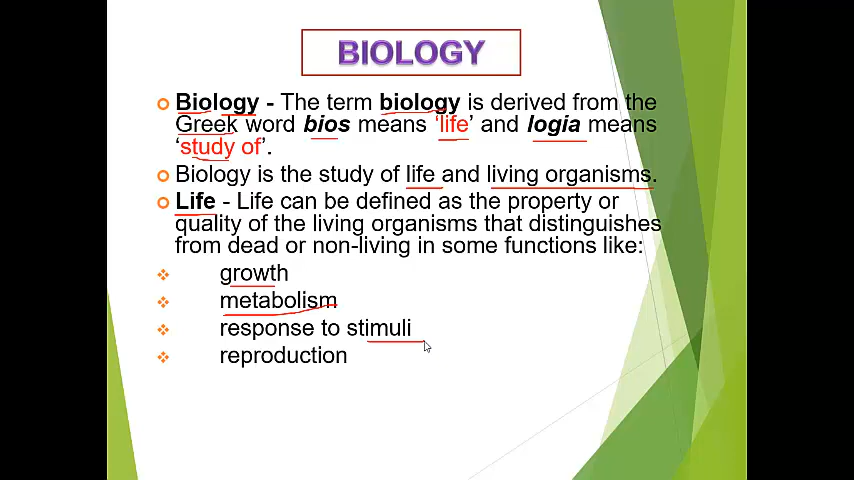 BIOLOGY
Biology - The term biology is derived from the
Greek word bios means ‘life’ and logia means
‘study of’.
Biology is the study of life and living organisms.
Life - Life can be defined as the property or
quality of the living organisms that distinguishes
from dead or non-living in some functions like:
growth
metabolism
response to stimuli
reproduction